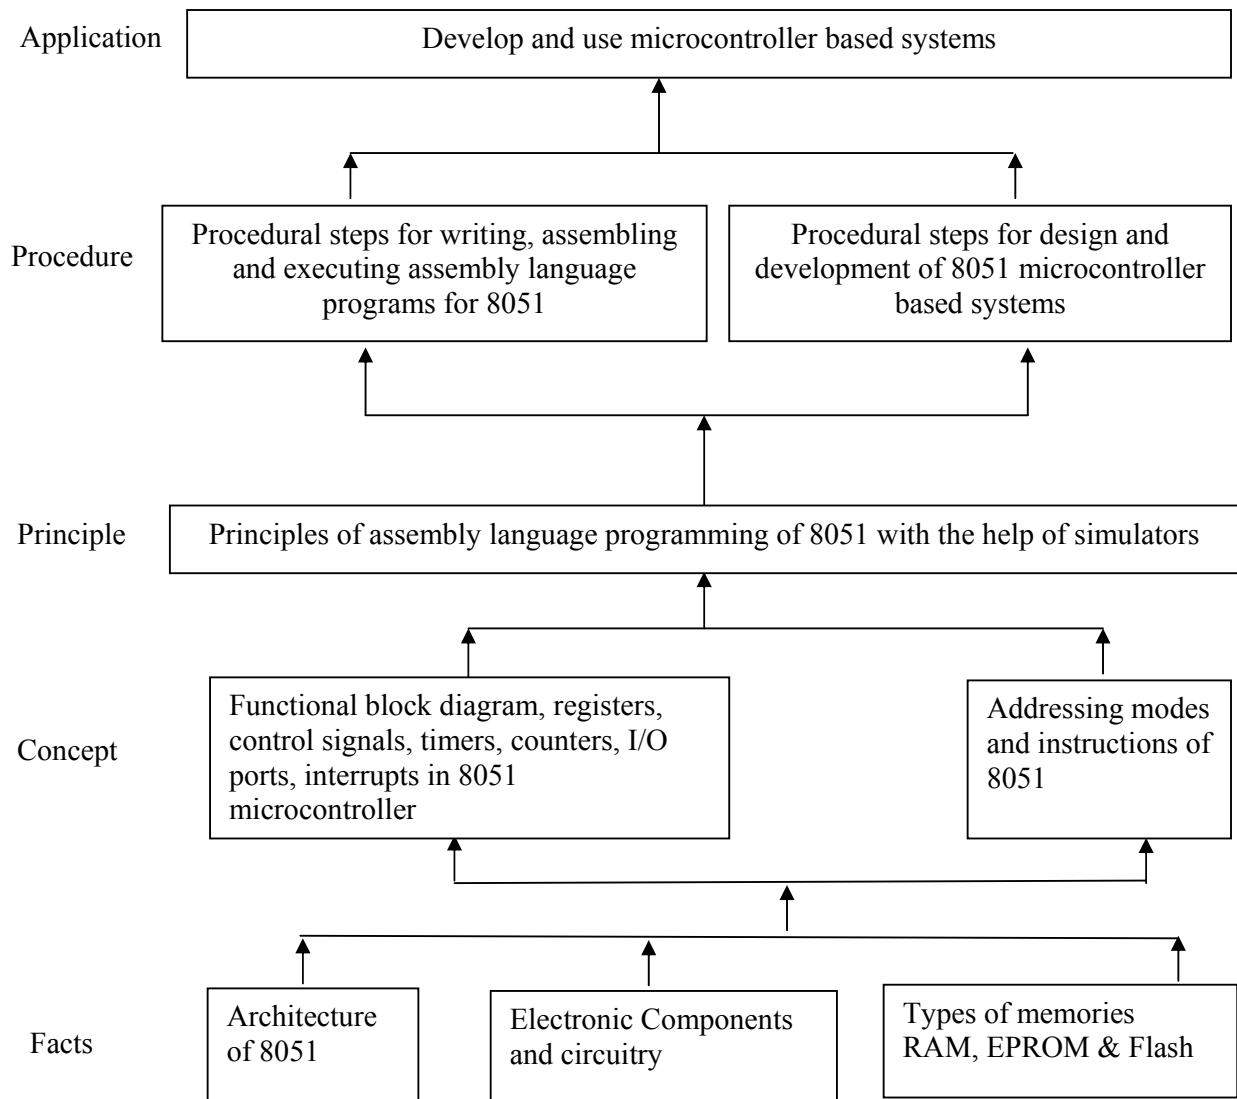 Application
Develop and use microcontroller based systems
Procedure
Procedural steps for writing, assembling
and executing assembly language
programs for 8051
Procedural steps for design and
development of 8051 microcontroller
based systems
Principle
Principles of assembly language programming of 8051 with the help of simulators
Concept
Functional block diagram, registers,
control signals, timers, counters, I/O
ports, interrupts in 8051
microcontroller
Addressing modes
and instructions of
8051
Facts
Architecture
of 8051
Electronic Components
and circuitry
Types of memories
RAM, EPROM & Flash